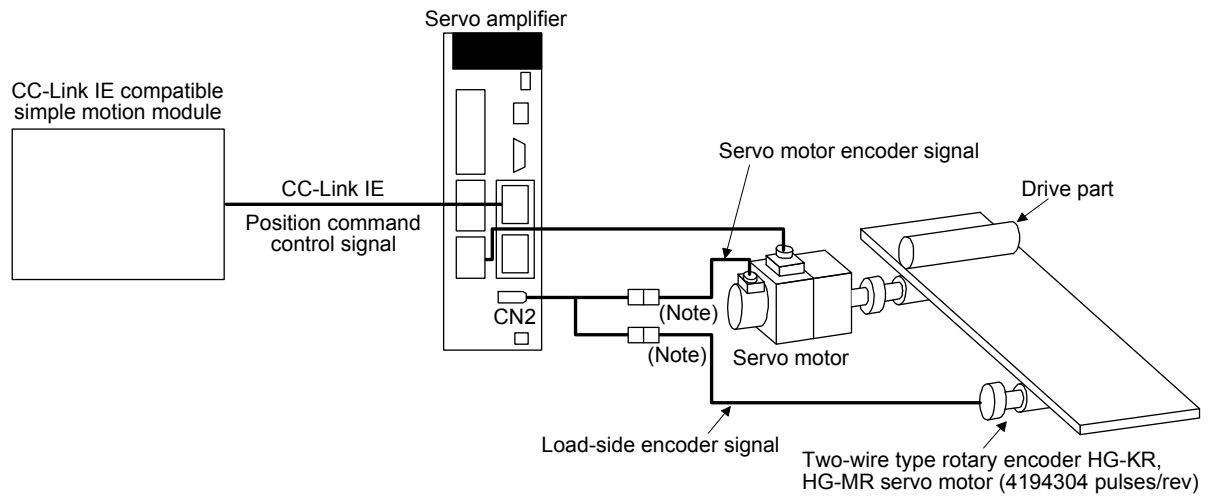 Servo amplifier
CC-Link IE compatible
simple motion module
CC-Link IE
Position command
control signal
Servo motor encoder signal
Drive part
CN2
(Note)
(Note)
Servo motor
Load-side encoder signal
Two-wire type rotary encoder HG-KR,
HG-MR servo motor (4194304 pulses/rev)